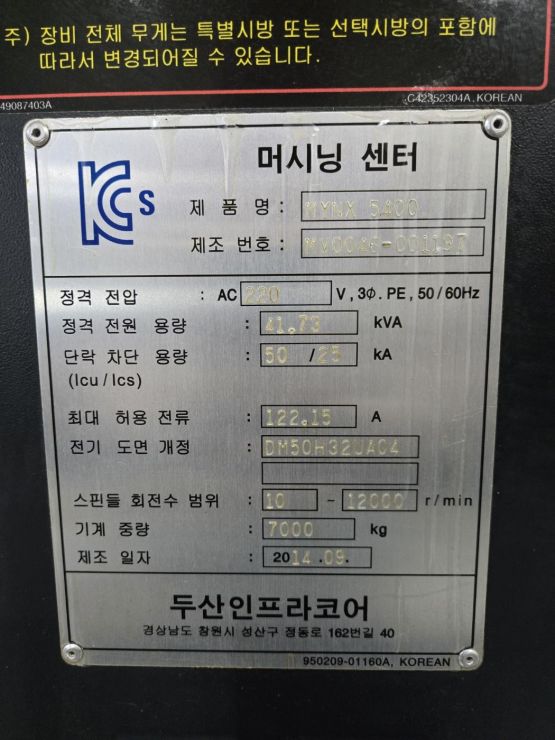 주) 장비 전체 무게는 특별시방 또는 선택시방의 포함에
따라서 변경되어질 수 있습니다.
49087403A
C42352304A, KOREAN
KCs
머시닝 센터
제 품 명 : MYNX 5400
제조 번호 : MV0046-001197
정격 전압 : AC 220 V , 3Φ. PE , 50 / 60Hz
정격 전원 용량 : 41.73 kVA
단락 차단 용량 : 50 / 25 kA
(Icu / Ics)
최대 허용 전류 : 122.15 A
전기 도면 개정 : DM50H32UAC4
스핀들 회전수 범위 : 10 ~ 12000 r/min
기계 중량 : 7000 kg
제조 일자 : 2014 .09.
두산인프라코어
경상남도 창원시 성산구 정동로 162번길 40
950209-01160A, KOREAN